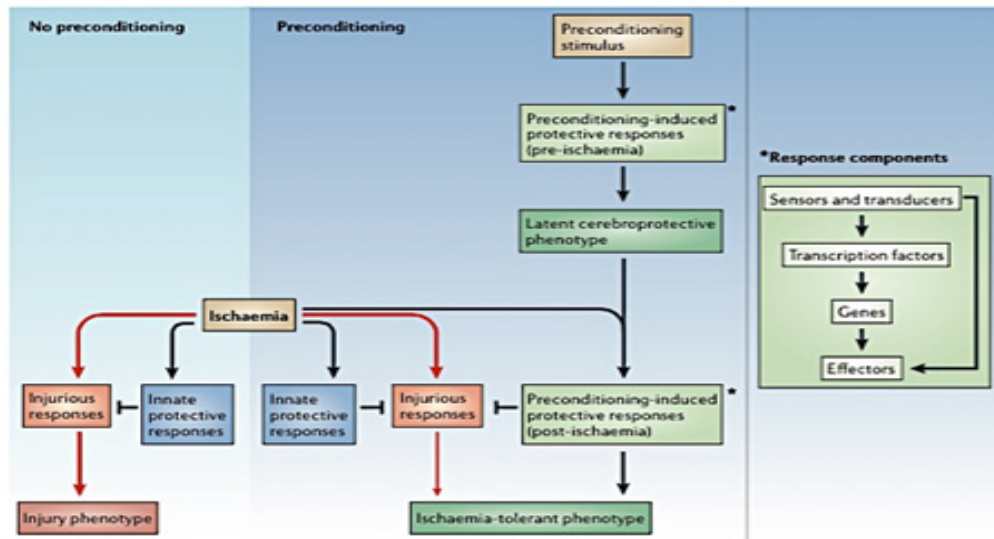 No preconditioning
Preconditioning
Preconditioning
stimulus
Preconditioning-induced
protective responses
(pre-ischaemia)
*
Latent cerebroprotective
phenotype
Ischaemia
Injurious
responses
Innate
protective
responses
Innate
protective
responses
Injurious
responses
Preconditioning-induced
protective responses
(post-ischaemia)
*
Injury phenotype
Ischaemia-tolerant phenotype
*Response components
Sensors and transducers
Transcription factors
Genes
Effectors